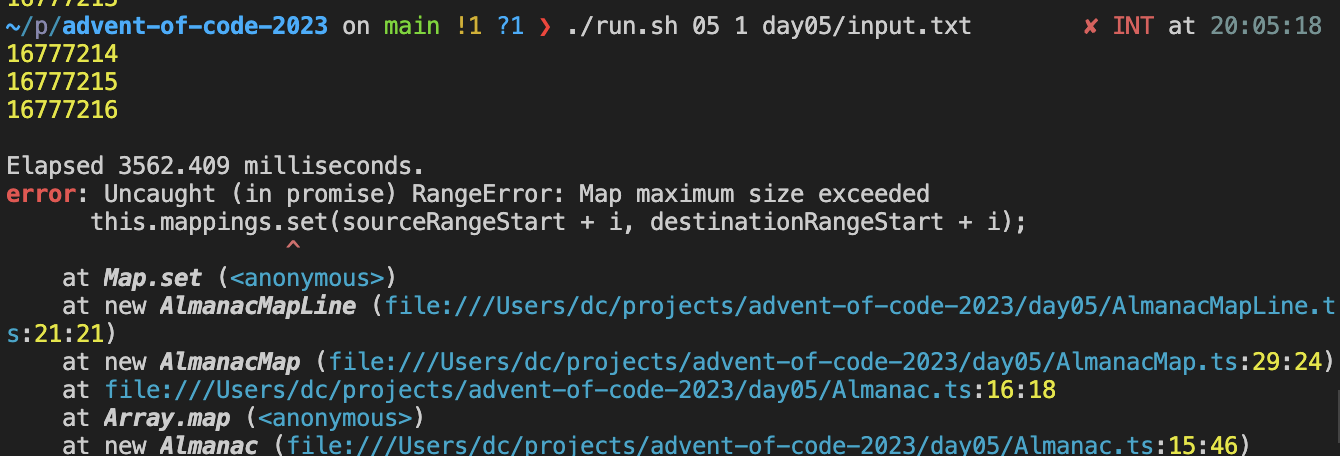 16777215
~/p/advent-of-code-2023 on main !1 ?1 ❯ ./run.sh 05 1 day05/input.txt ✘ INT at 20:05:18
16777214
16777215
16777216
Elapsed 3562.409 milliseconds.
error: Uncaught (in promise) RangeError: Map maximum size exceeded
this.mappings.set(sourceRangeStart + i, destinationRangeStart + i);
^
at Map.set (<anonymous>)
at new AlmanacMapLine (file:///Users/dc/projects/advent-of-code-2023/day05/AlmanacMapLine.t
s:21:21)
at new AlmanacMap (file:///Users/dc/projects/advent-of-code-2023/day05/AlmanacMap.ts:29:24)
at file:///Users/dc/projects/advent-of-code-2023/day05/Almanac.ts:16:18
at Array.map (<anonymous>)
at new Almanac (file:///Users/dc/projects/advent-of-code-2023/day05/Almanac.ts:15:46)